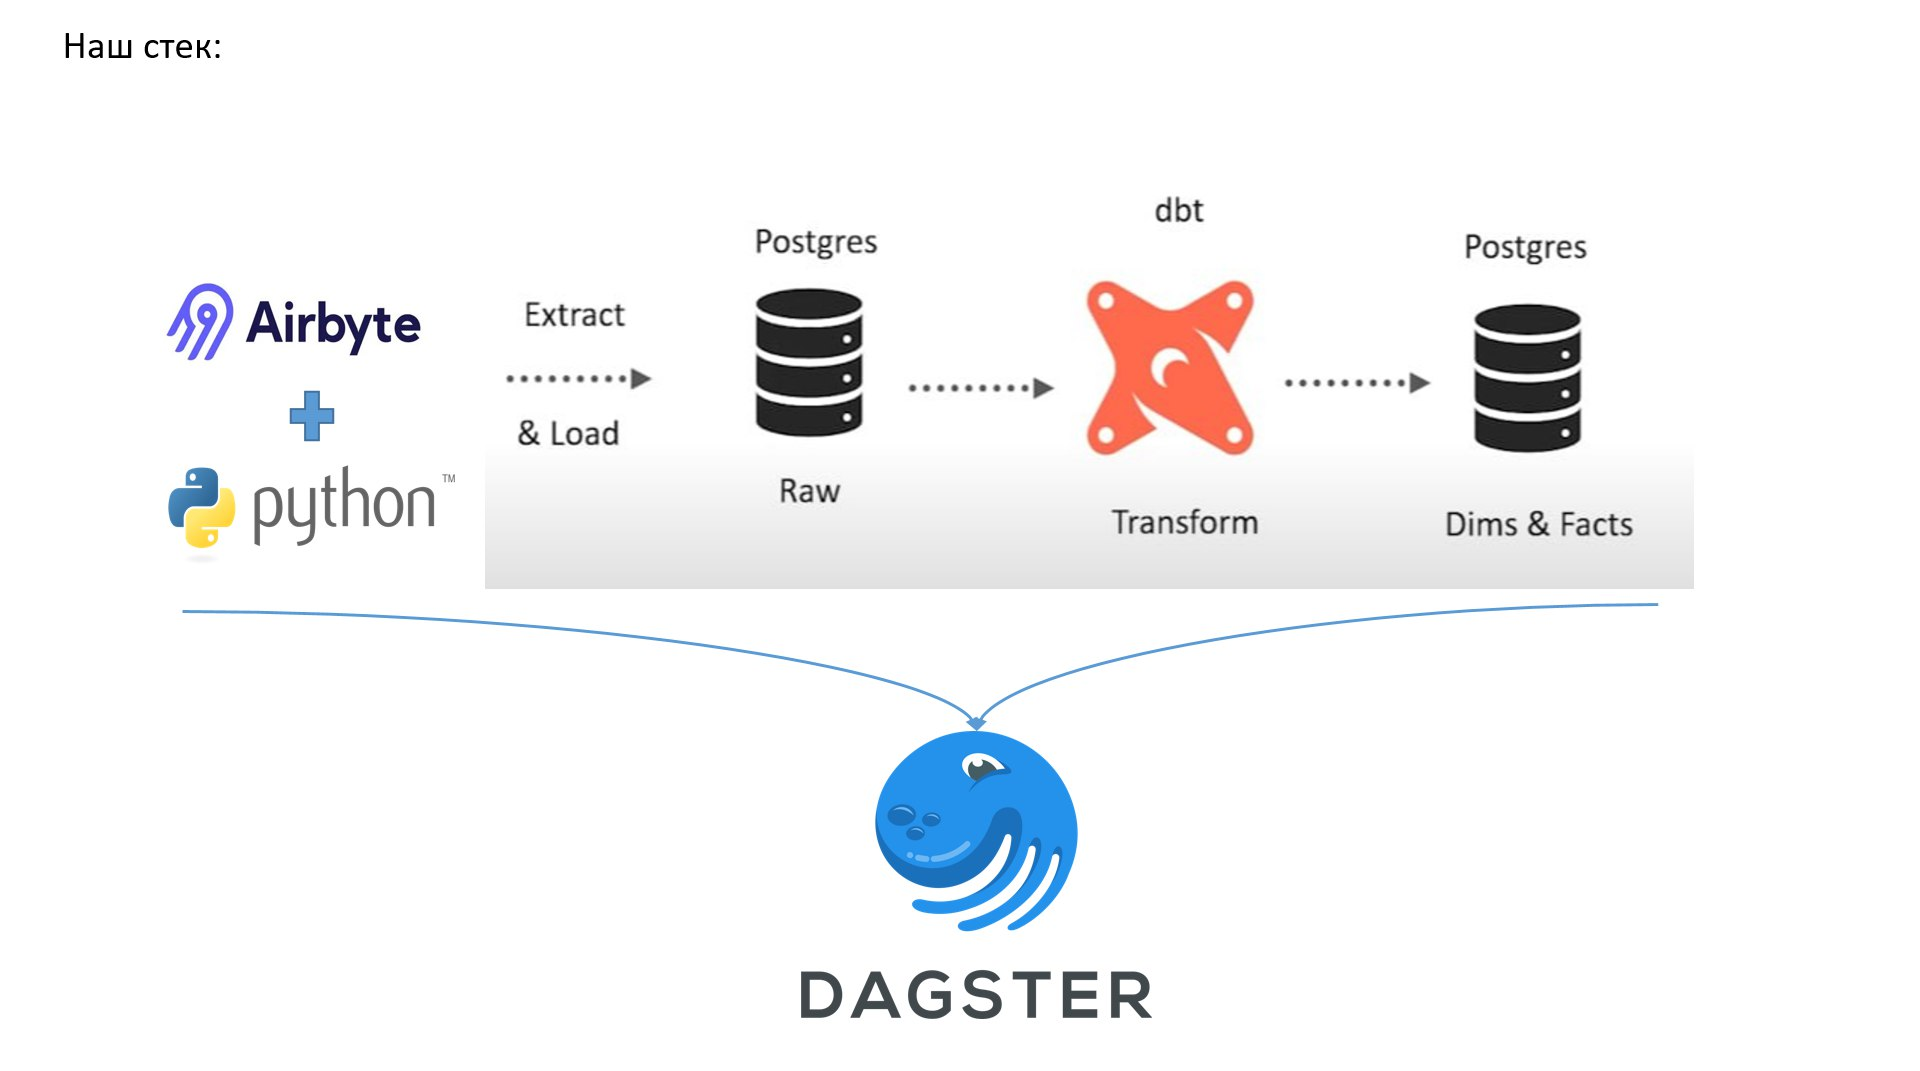 Наш стек:
Airbyte
python™
Extract
& Load
Postgres
Raw
dbt
Transform
Postgres
Dims & Facts
DAGSTER